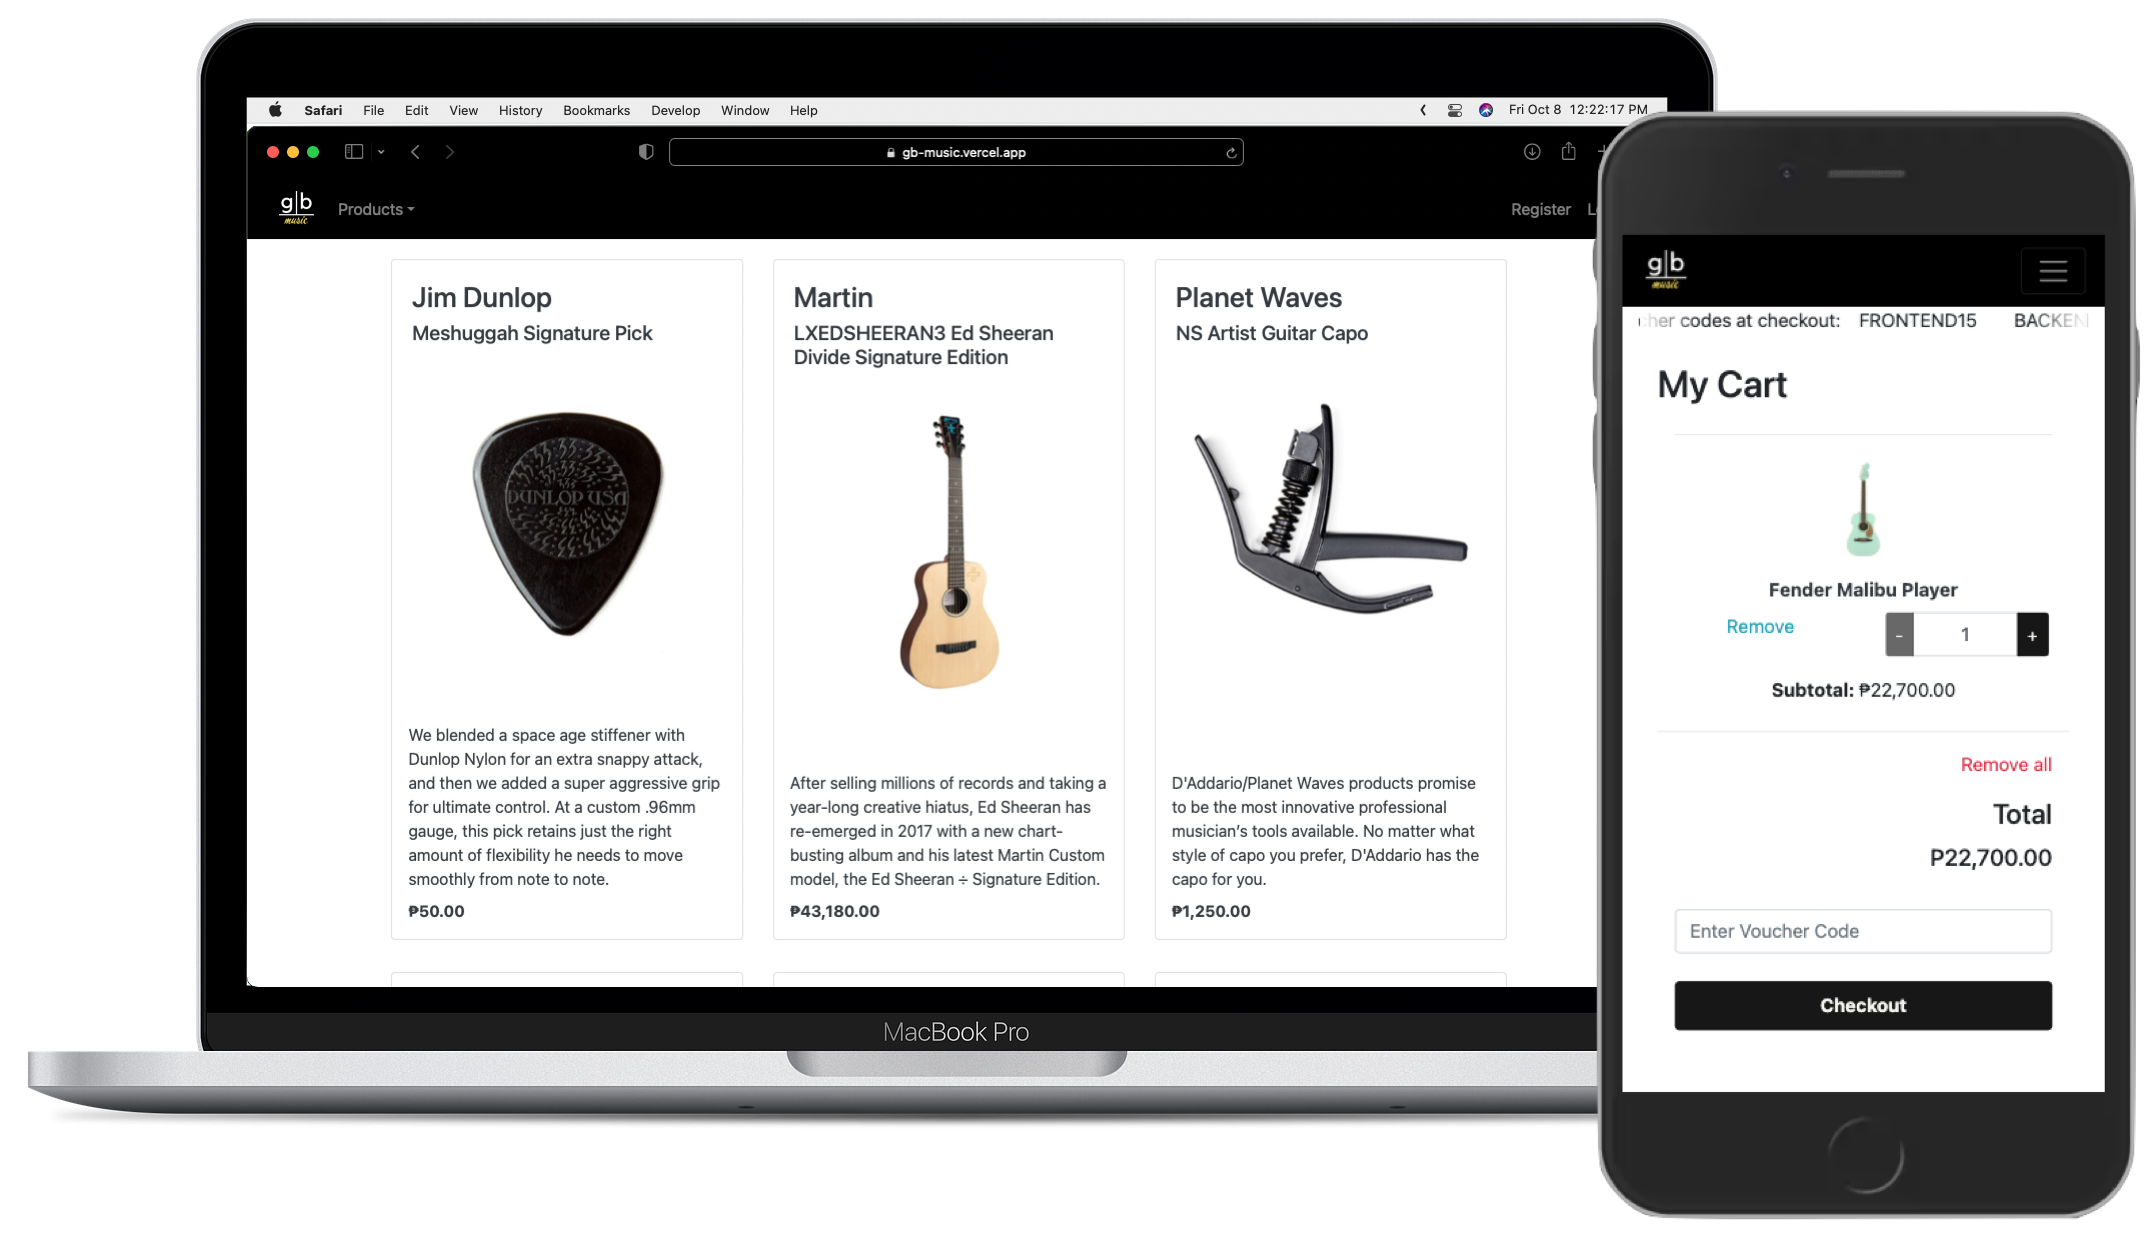 Safari File Edit View History Bookmarks Develop Window Help Fri Oct 8 12:22:17 PM
gb-music.vercel.app
g|b
music
Products
Register
Jim Dunlop
Meshuggah Signature Pick
DUNLOP USA
We blended a space age stiffener with
Dunlop Nylon for an extra snappy attack,
and then we added a super aggressive grip
for ultimate control. At a custom .96mm
gauge, this pick retains just the right
amount of flexibility he needs to move
smoothly from note to note.
₱50.00
Martin
LXEDSHEERAN3 Ed Sheeran
Divide Signature Edition
After selling millions of records and taking a
year-long creative hiatus, Ed Sheeran has
re-emerged in 2017 with a new chart-
busting album and his latest Martin Custom
model, the Ed Sheeran ÷ Signature Edition.
₱43,180.00
Planet Waves
NS Artist Guitar Capo
D'Addario/Planet Waves products promise
to be the most innovative professional
musician’s tools available. No matter what
style of capo you prefer, D'Addario has the
capo for you.
₱1,250.00
MacBook Pro
g|b
music
codes at checkout: FRONTEND15
My Cart
Fender Malibu Player
Remove
- 1 +
Subtotal: ₱22,700.00
Remove all
Total
P22,700.00
Enter Voucher Code
Checkout